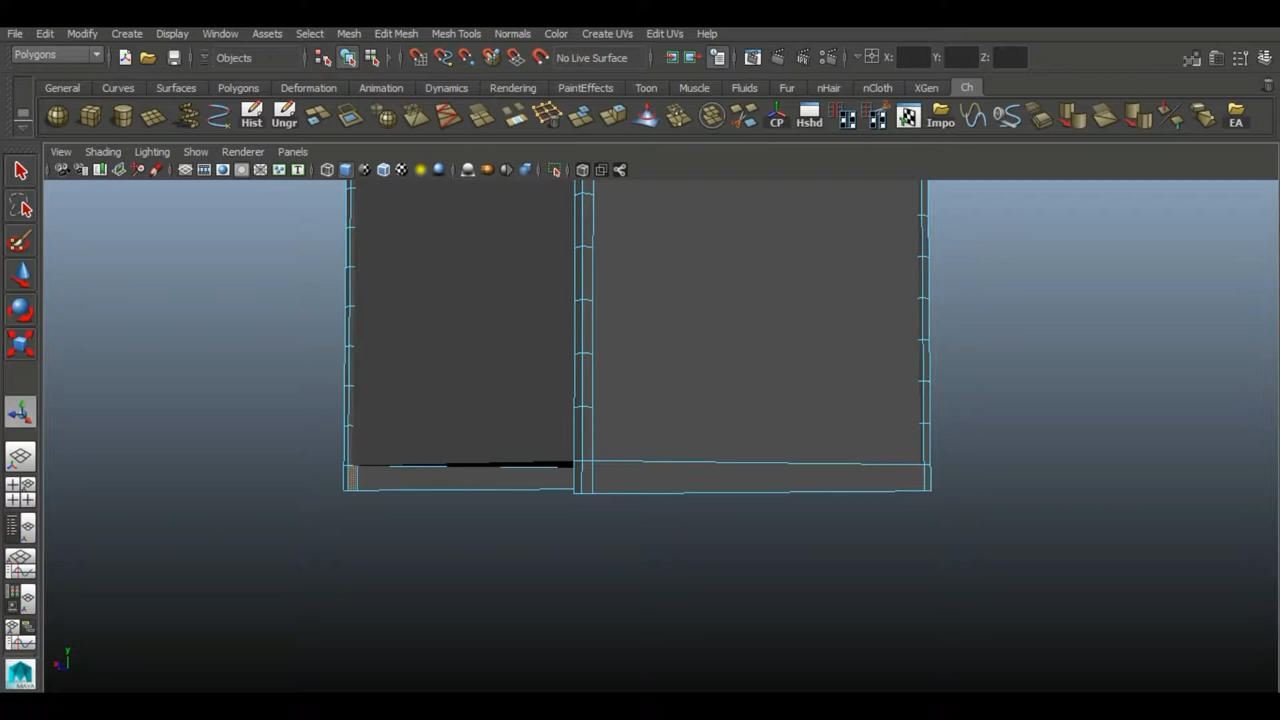 File Edit Modify Create Display Window Assets Select Mesh Edit Mesh Mesh Tools Normals Color Create UVs Edit UVs Help
Polygons Objects No Live Surface X: Y: Z:
General Curves Surfaces Polygons Deformation Animation Dynamics Rendering PaintEffects Toon Muscle Fluids Fur nHair nCloth XGen Ch
Hist Ungr CP Hshd Impo EA
View Shading Lighting Show Renderer Panels
y
MAYA